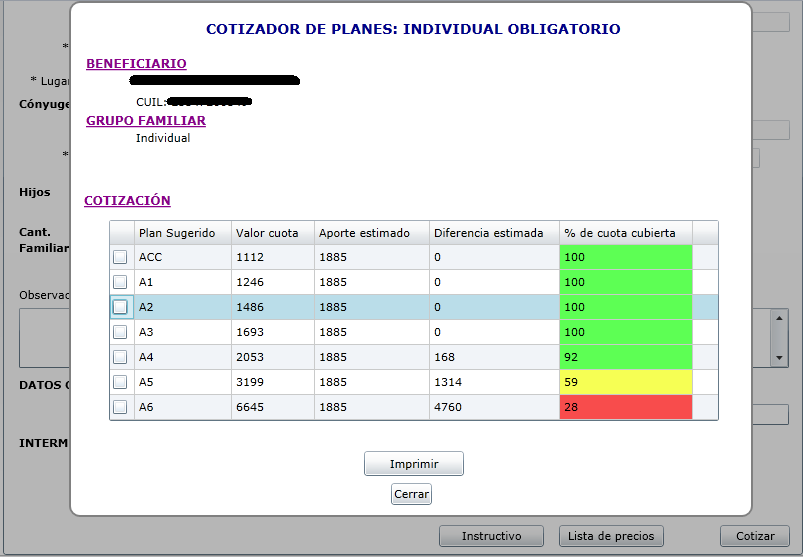 COTIZADOR DE PLANES: INDIVIDUAL OBLIGATORIO
BENEFICIARIO
CUIL:
GRUPO FAMILIAR
Individual
COTIZACIÓN
Plan Sugerido Valor cuota Aporte estimado Diferencia estimada % de cuota cubierta
ACC 1112 1885 0 100
A1 1246 1885 0 100
A2 1486 1885 0 100
A3 1693 1885 0 100
A4 2053 1885 168 92
A5 3199 1885 1314 59
A6 6645 1885 4760 28
Imprimir
Cerrar
*
* Lugar
Cónyuge
*
Hijos
Cant.
Familiar
Observac
DATOS
INTERM
Instructivo Lista de precios Cotizar